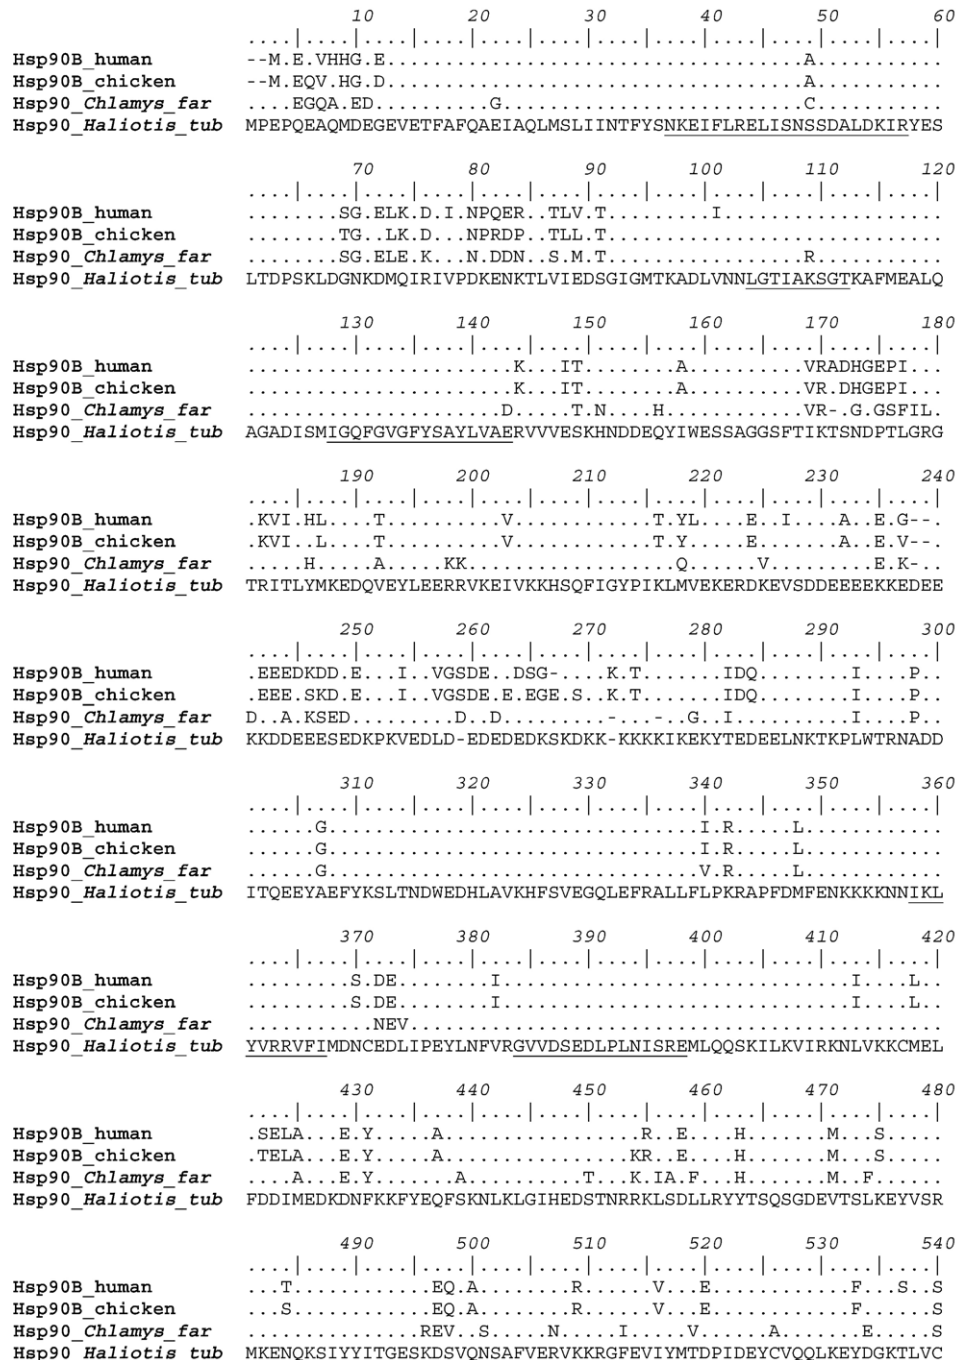 10 20 30 40 50 60
....|....|....|....|....|....|....|....|....|....|....|....|
Hsp90B_human --M.E.VHHG.E....................................A...........
Hsp90B_chicken --M.EQV.HG.D....................................A...........
Hsp90_Chlamys_far ....EGQA.ED..........G..........................C...........
Hsp90_Haliotis_tub MPEPQEAQMDEGEVETFAFQAEIAQLMSLIINTFYSNKEIFLRELISNSSDALDKIRYES
70 80 90 100 110 120
....|....|....|....|....|....|....|....|....|....|....|....|
Hsp90B_human ........SG.ELK.D.I.NPQER..TLV.I.........I...................
Hsp90B_chicken ........TG..LK.D...NPRDP..TLL.I.............................
Hsp90_Chlamys_far ........SG.ELE.K...N.DDN..S.M.T.................R...........
Hsp90_Haliotis_tub LTDPSKLDGNKDMQIRIVPDKENKTLVIEDSGIGMTKADLVNNLGTIAKSGTKAFMEALQ
130 140 150 160 170 180
....|....|....|....|....|....|....|....|....|....|....|....|
Hsp90B_human .......................K...IT........A..........VRADHGEPI...
Hsp90B_chicken .......................K...IT........A..........VR.DHGEPI...
Hsp90_Chlamys_far ......................D.....T.N....H............VR-.G.GSFIL.
Hsp90_Haliotis_tub AGADISMIGQFGVGFYSAYLVAERVVVESKHNDDEQYIWESSAGGSFTIKTSNDPTLGRG
190 200 210 220 230 240
....|....|....|....|....|....|....|....|....|....|....|....|
Hsp90B_human .KVI.HL....T..........V............T.YL....E..I....A..E.G--.
Hsp90B_chicken .KVI..L....T..........V............T.Y.....E.......A..E.V--.
Hsp90_Chlamys_far .....H.....A.....KK..................Q......V.........E.K-..
Hsp90_Haliotis_tub TRITLYMKEDQVEYLEERRVKEIVKKHSQFIGYPIKLMVEKERDKEVSDDEEEEKKEDEE
250 260 270 280 290 300
....|....|....|....|....|....|....|....|....|....|....|....|
Hsp90B_human .EEEDKDD.E...I..VGSDE..DSG-....K.T.......IDQ........I....P..
Hsp90B_chicken .EEE.SKD.E...I..VGSDE.E.EGE.S..K.T.......IDQ........I....P..
Hsp90_Chlamys_far D..A.KSED.........D..D.........-...-..G..I..........I....P..
Hsp90_Haliotis_tub KKDDEEESEDKPKVEDLD-EDEDEDKSKDKK-KKKKIKEKYTEDEELNKTKPLWTRNADD
310 320 330 340 350 360
....|....|....|....|....|....|....|....|....|....|....|....|
Hsp90B_human ......G................................I.R.....L............
Hsp90B_chicken ......G................................I.R.....L............
Hsp90_Chlamys_far ......G................................V.R.....L............
Hsp90_Haliotis_tub ITQEEYAEFYKSLTNDWEDHLAVKHFSVEGQLEFRALLFLPKRAPFDMFENKKKKNNIKL
370 380 390 400 410 420
....|....|....|....|....|....|....|....|....|....|....|....|
Hsp90B_human .........S.DE........I..............................I....L..
Hsp90B_chicken .........S.DE........I..............................I....L..
Hsp90_Chlamys_far ...........NEV..............................................
Hsp90_Haliotis_tub YVRRVFIMDNCEDLIPEYLNFVRGVVDSEDLPLNISREMLQQSKILKVIRKNLVKKCMEL
430 440 450 460 470 480
....|....|....|....|....|....|....|....|....|....|....|....|
Hsp90B_human .SELA...E.Y.....A.................R..E....H.......M...S.....
Hsp90B_chicken .TELA...E.Y.....A................KR..E....H.......M...S.....
Hsp90_Chlamys_far ....A...E.Y.......A..........T...K.IA.F...H.......M..F......
Hsp90_Haliotis_tub FDDIMEDKDNFKKFYEQFSKNLKLGIHEDSTNRRKLSDLLRYYTSQSGDEVTSLKEYVSR
490 500 510 520 530 540
....|....|....|....|....|....|....|....|....|....|....|....|
Hsp90B_human ...T............EQ.A........R......V...E............F...S..S
Hsp90B_chicken ...S............EQ.A........R......V...E............F......S
Hsp90_Chlamys_far ...............REV..S.....N.....I.....V......A.......E.....S
Hsp90_Haliotis_tub MKENQKSIYYITGESKDSVQNSAFVERVKKRGFEVIYMTDPIDEYCVQQLKEYDGKTLVC